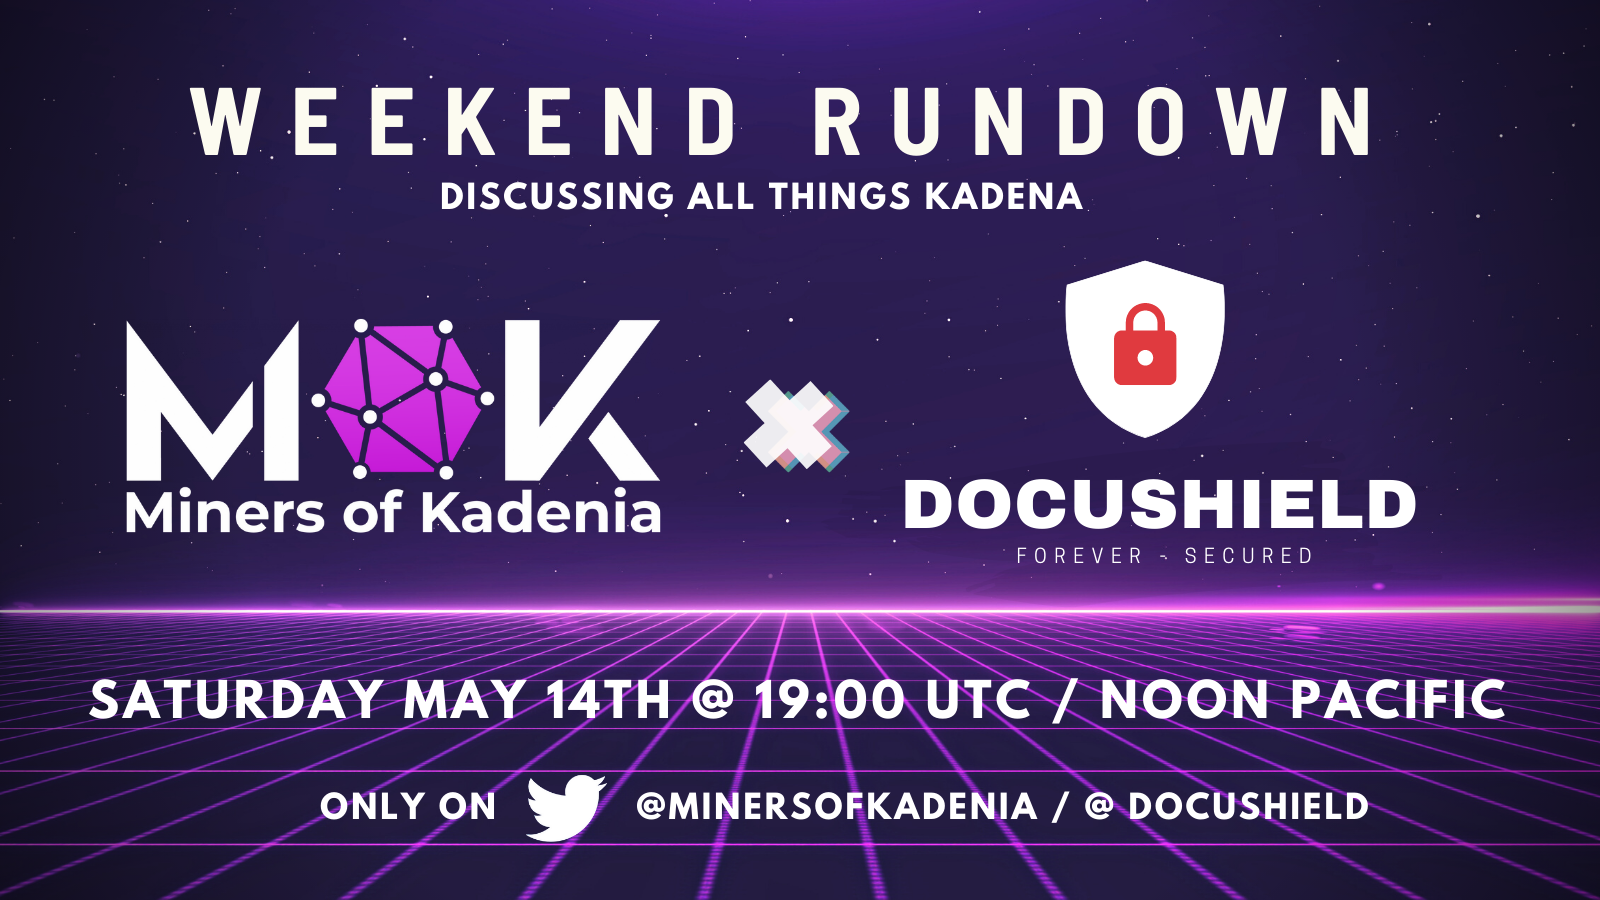 WEEKEND RUNDOWN
DISCUSSING ALL THINGS KADENA
MOK
Miners of Kadenia
DOCUSHIELD
FOREVER - SECURED
SATURDAY MAY 14TH @ 19:00 UTC / NOON PACIFIC
ONLY ON @MINERSOFKADENIA / @ DOCUSHIELD